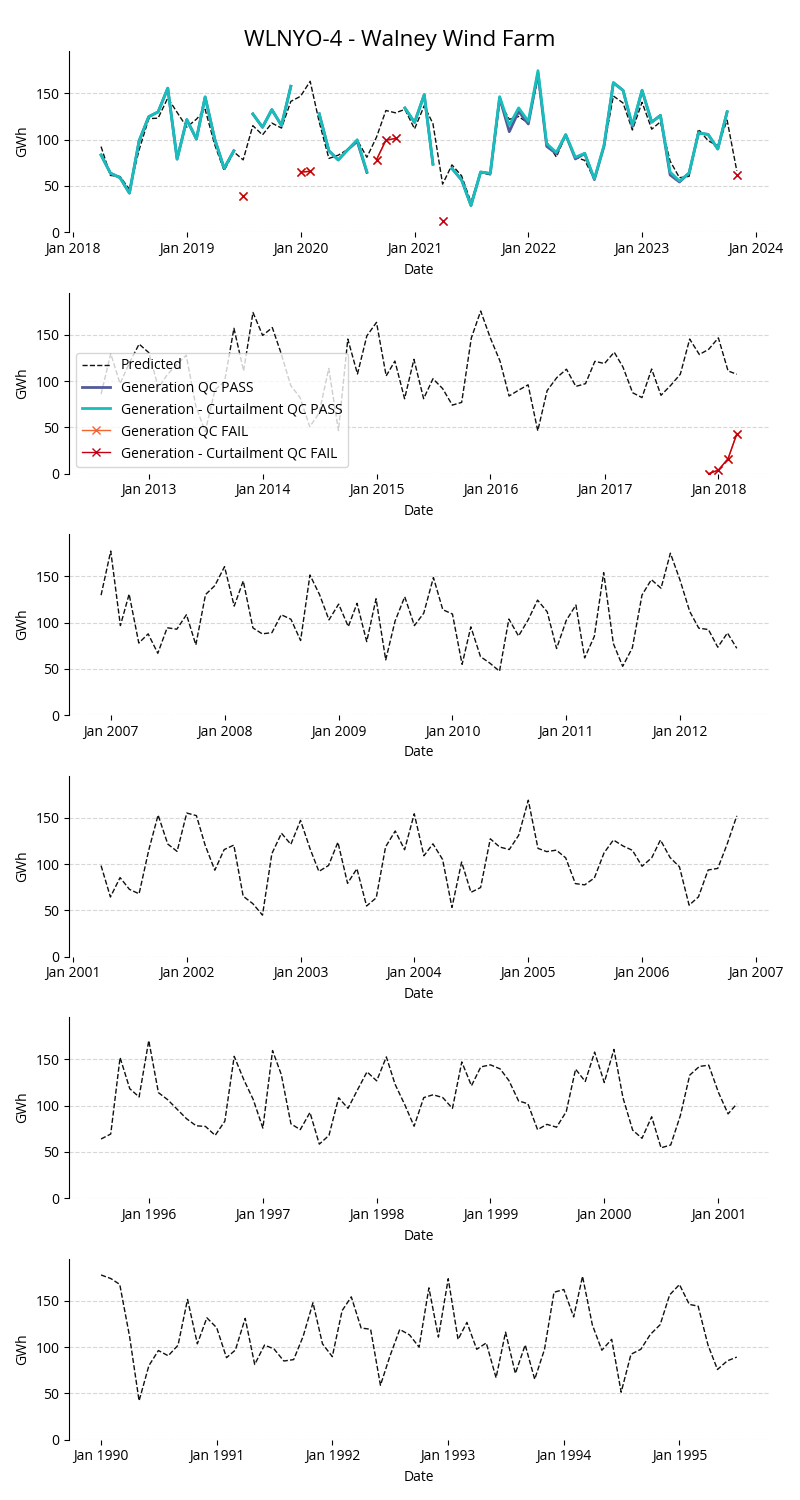 WLNYO-4 - Walney Wind Farm
150
100
50
0
GWh
Jan 2018 Jan 2019 Jan 2020 Jan 2021 Jan 2022 Jan 2023 Jan 2024
Date
150
100
50
0
GWh
Predicted
Generation QC PASS
Generation - Curtailment QC PASS
Generation QC FAIL
Generation - Curtailment QC FAIL
Jan 2013 Jan 2014 Jan 2015 Jan 2016 Jan 2017 Jan 2018
Date
150
100
50
0
GWh
Jan 2007 Jan 2008 Jan 2009 Jan 2010 Jan 2011 Jan 2012
Date
150
100
50
0
GWh
Jan 2001 Jan 2002 Jan 2003 Jan 2004 Jan 2005 Jan 2006 Jan 2007
Date
150
100
50
0
GWh
Jan 1996 Jan 1997 Jan 1998 Jan 1999 Jan 2000 Jan 2001
Date
150
100
50
0
GWh
Jan 1990 Jan 1991 Jan 1992 Jan 1993 Jan 1994 Jan 1995
Date